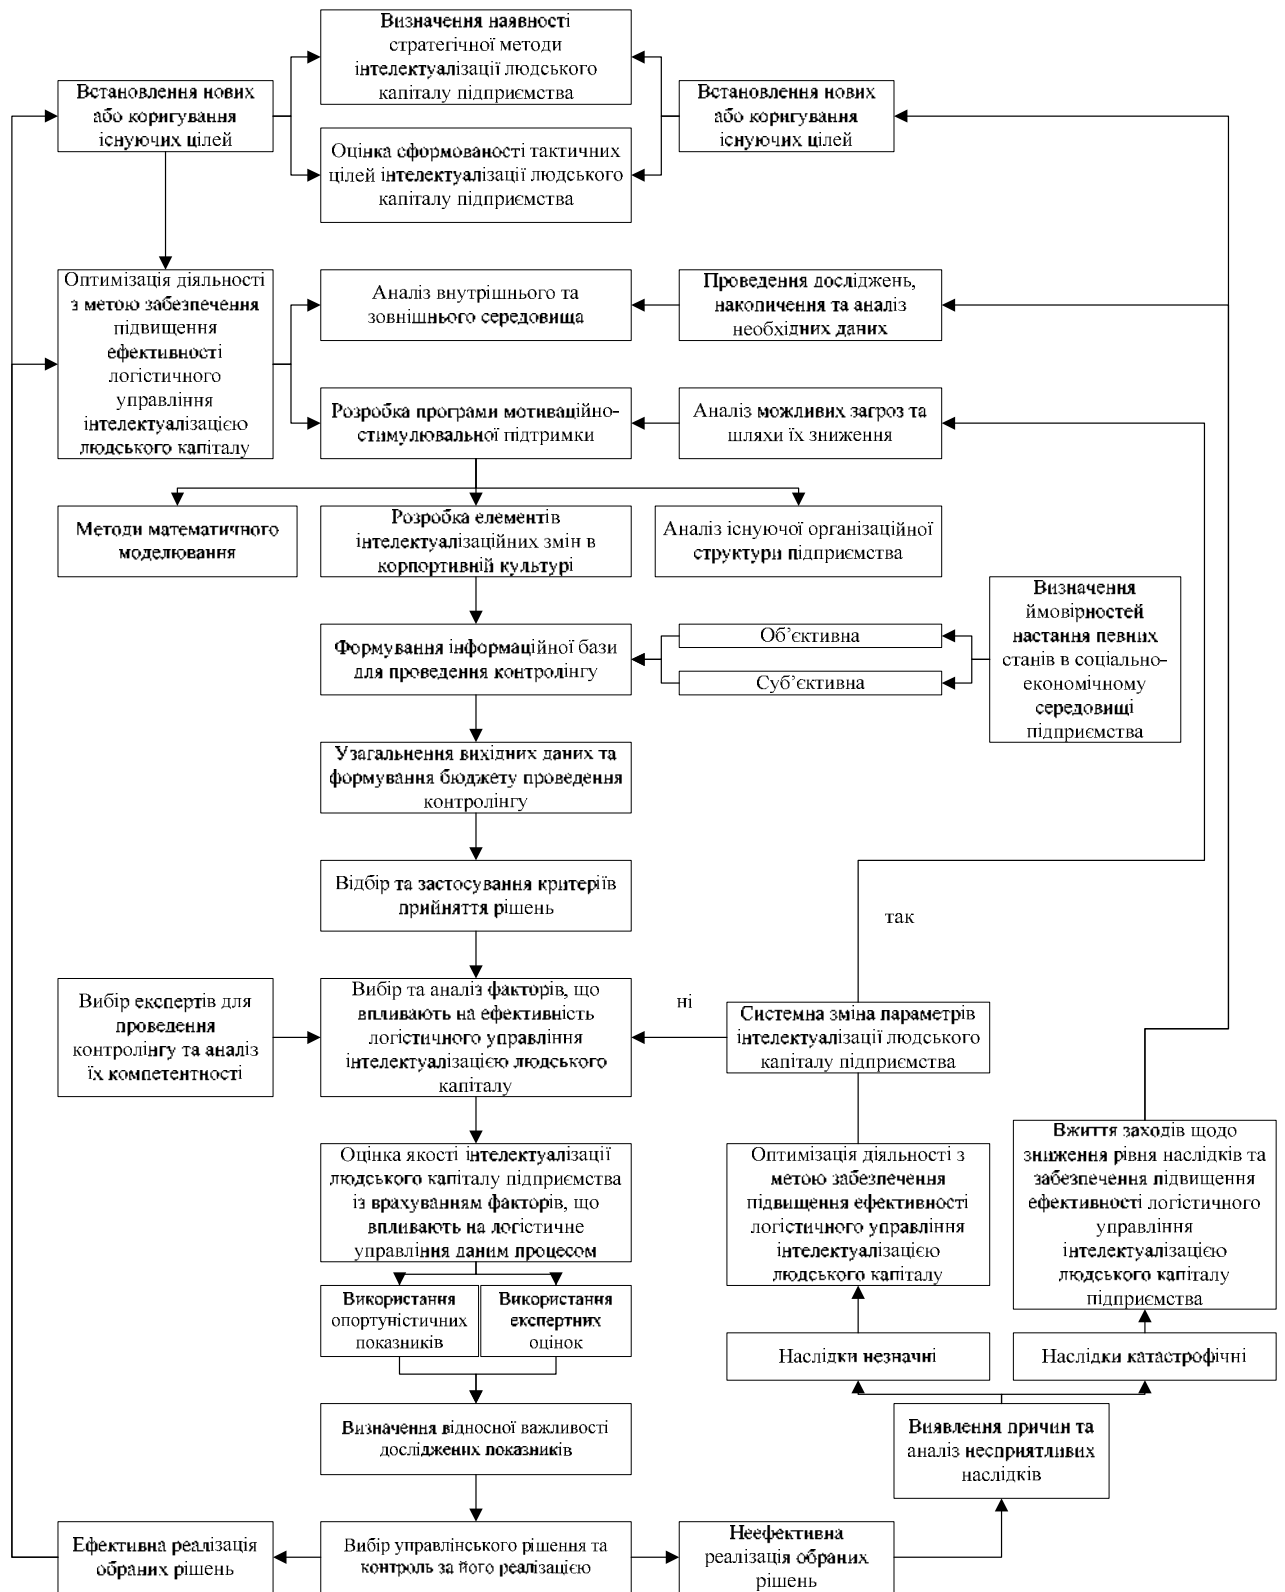 Визначення наявності
стратегічної методи
інтелектуалізації людського
капіталу підприємства
Встановлення нових
або коригування
існуючих цілей
Встановлення нових
або коригування
існуючих цілей
Оцінка сформованості тактичних
цілей інтелектуалізації людського
капіталу підприємства
Оптимізація діяльності
з метою забезпечення
підвищення
ефективності
логістичного
управління
інтелектуалізацією
людського капіталу
Аналіз внутрішнього та
зовнішнього середовища
Проведення досліджень,
накопичення та аналіз
необхідних даних
Розробка програми мотиваційно-
стимулювальної підтримки
Аналіз можливих загроз та
шляхи їх зниження
Методи математичного
моделювання
Розробка елементів
інтелектуалізаційних змін в
корпортивній культурі
Аналіз існуючої організаційної
структури підприємства
Визначення
ймовірностей
настання певних
станів в соціально-
економічному
середовищі
підприємства
Формування інформаційної бази
для проведення контролінгу
Об’єктивна
Суб’єктивна
Узагальнення вихідних даних та
формування бюджету проведення
контролінгу
Відбір та застосування критеріїв
прийняття рішень
так
Вибір експертів для
проведення
контролінгу та аналіз
їх компетентності
Вибір та аналіз факторів, що
впливають на ефективність
логістичного управління
інтелектуалізацією людського
капіталу
ні
Системна зміна параметрів
інтелектуалізації людського
капіталу підприємства
Оцінка якості інтелектуалізації
людського капіталу підприємства
із врахуванням факторів, що
впливають на логістичне
управління даним процесом
Оптимізація діяльності з
метою забезпечення
підвищення ефективності
логістичного управління
інтелектуалізацією
людського капіталу
Вжиття заходів щодо
зниження рівня наслідків та
забезпечення підвищення
ефективності логістичного
управління
інтелектуалізацією
людського капіталу
підприємства
Використання
опортуністичних
показників
Використання
експертних
оцінок
Наслідки незначні
Наслідки катастрофічні
Визначення відносної важливості
досліджених показників
Виявлення причин та
аналіз несприятливих
наслідків
Ефективна реалізація
обраних рішень
Вибір управлінського рішення та
контроль за його реалізацією
Неефективна
реалізація обраних
рішень